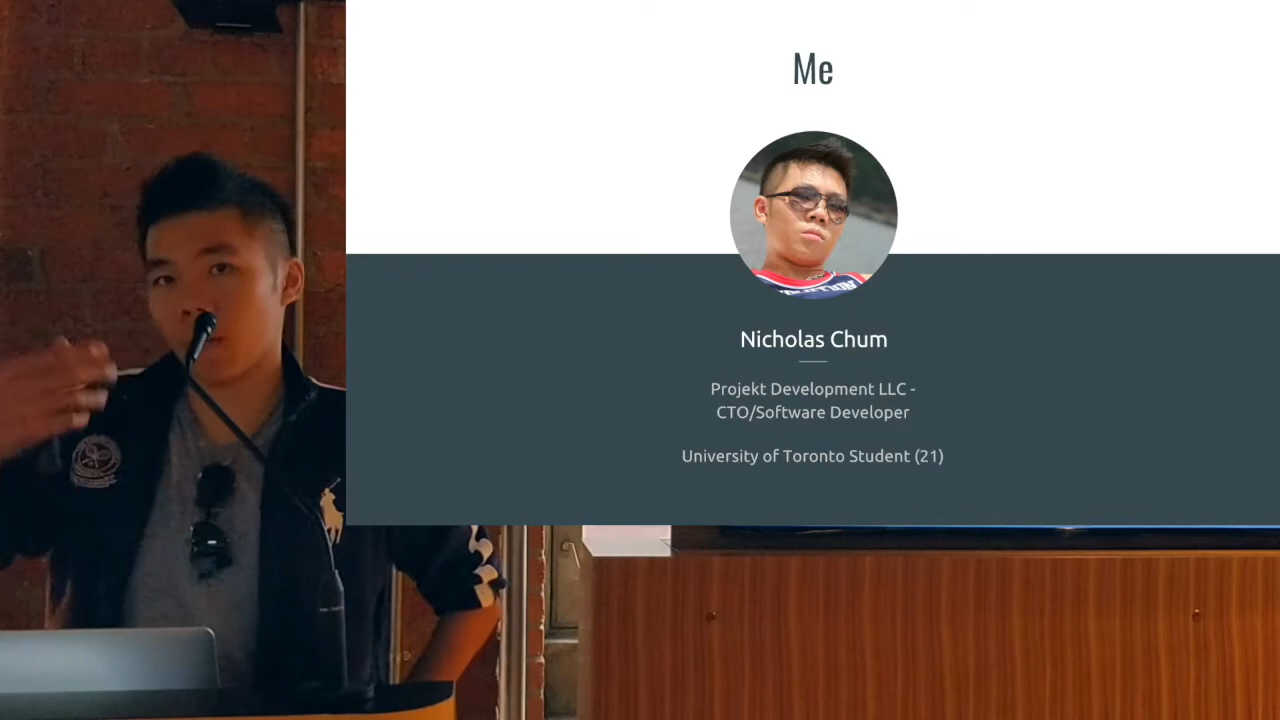 Me
Nicholas Chum
Projekt Development LLC -
CTO/Software Developer
University of Toronto Student (21)